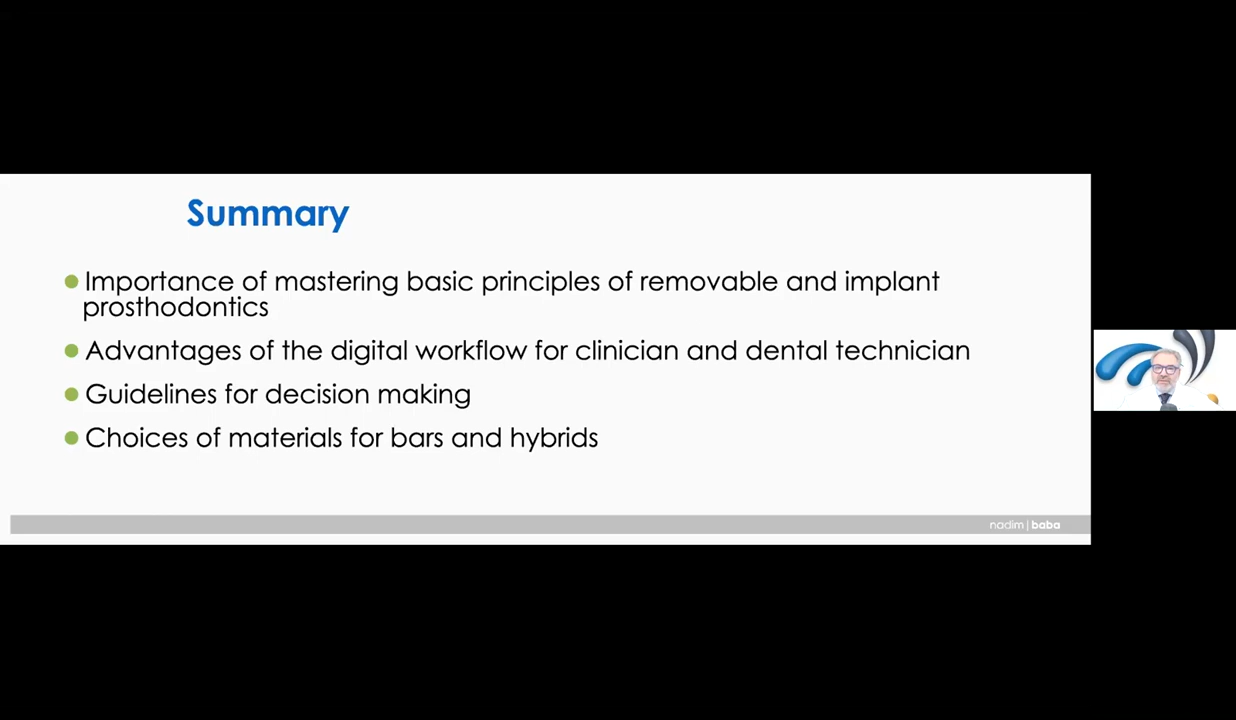 Summary
Importance of mastering basic principles of removable and implant
prosthodontics
Advantages of the digital workflow for clinician and dental technician
Guidelines for decision making
Choices of materials for bars and hybrids
nadim|baba